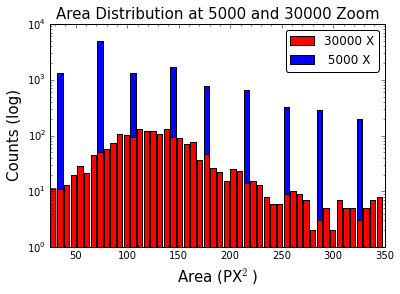 Area Distribution at 5000 and 30000 Zoom
10⁴
10³
10²
10¹
10⁰
Counts (log)
30000 X
5000 X
50 100 150 200 250 300 350
Area (PX²)